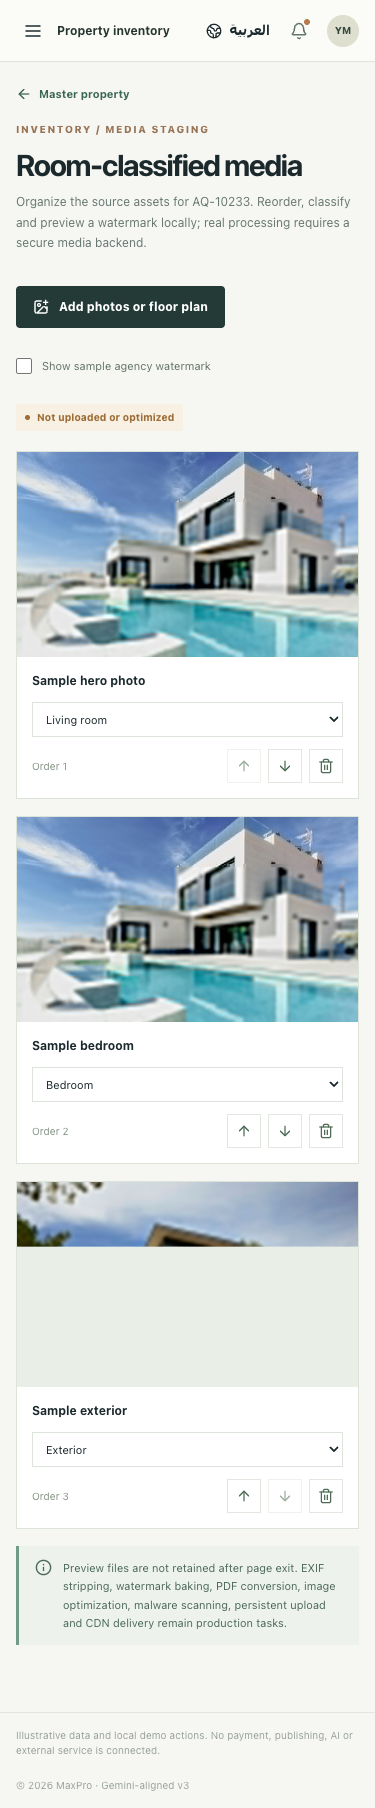 Property inventory
العربية
YM
Master property
INVENTORY / MEDIA STAGING
Room-classified media
Organize the source assets for AQ-10233. Reorder, classify
and preview a watermark locally; real processing requires a
secure media backend.
Add photos or floor plan
Show sample agency watermark
Not uploaded or optimized
Sample hero photo
Living room
Order 1
Sample bedroom
Bedroom
Order 2
Sample exterior
Exterior
Order 3
Preview files are not retained after page exit. EXIF
stripping, watermark baking, PDF conversion, image
optimization, malware scanning, persistent upload
and CDN delivery remain production tasks.
Illustrative data and local demo actions. No payment, publishing, AI or
external service is connected.
© 2026 MaxPro · Gemini-aligned v3